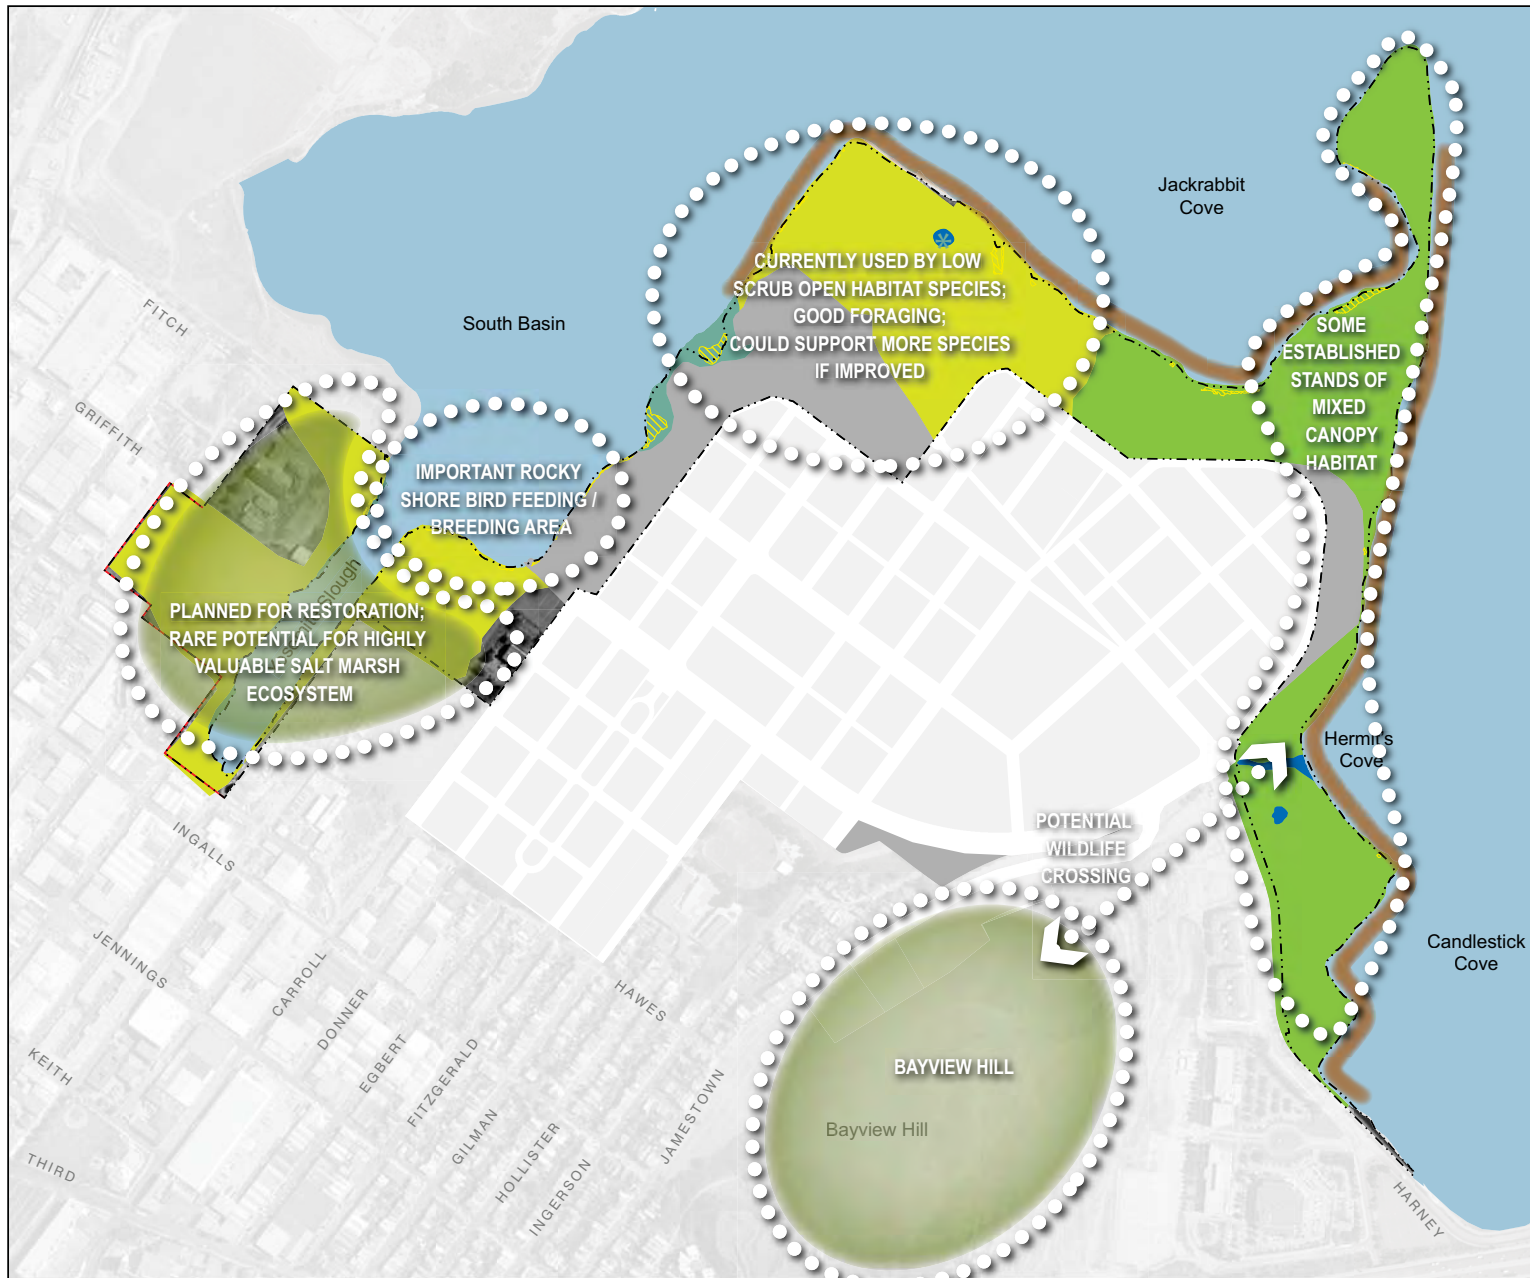 Jackrabbit
Cove
CURRENTLY USED BY LOW
SCRUB OPEN HABITAT SPECIES;
GOOD FORAGING;
COULD SUPPORT MORE SPECIES
IF IMPROVED
FITCH
South Basin
SOME
ESTABLISHED
STANDS OF
MIXED
CANOPY
HABITAT
GRIFFITH
IMPORTANT ROCKY
SHORE BIRD FEEDING /
BREEDING AREA
Slough
PLANNED FOR RESTORATION;
RARE POTENTIAL FOR HIGHLY
VALUABLE SALT MARSH
ECOSYSTEM
Hermit's
Cove
INGALLS
POTENTIAL
WILDLIFE
CROSSING
JENNINGS
CARROLL
DONNER
EGBERT
FITZGERALD
GILMAN
HOLLISTER
INGERSON
HAWES
JAMESTOWN
Candlestick
Cove
KEITH
THIRD
BAYVIEW HILL
Bayview Hill
HARNEY